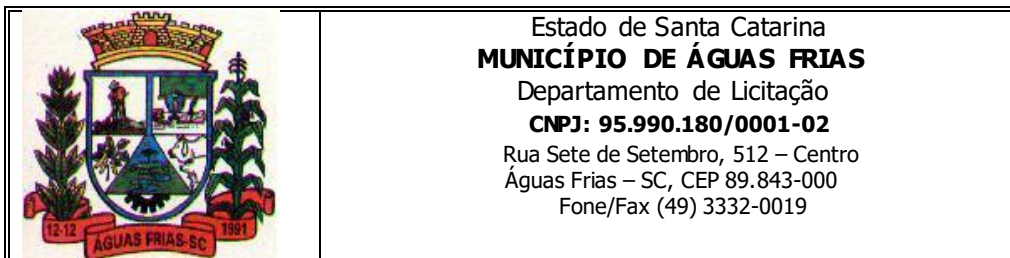 Estado de Santa Catarina
MUNICÍPIO DE ÁGUAS FRIAS
Departamento de Licitação
CNPJ: 95.990.180/0001-02
Rua Sete de Setembro, 512 – Centro
Águas Frias – SC, CEP 89.843-000
Fone/Fax (49) 3332-0019
12-12
ÁGUAS FRIAS-SC
1991